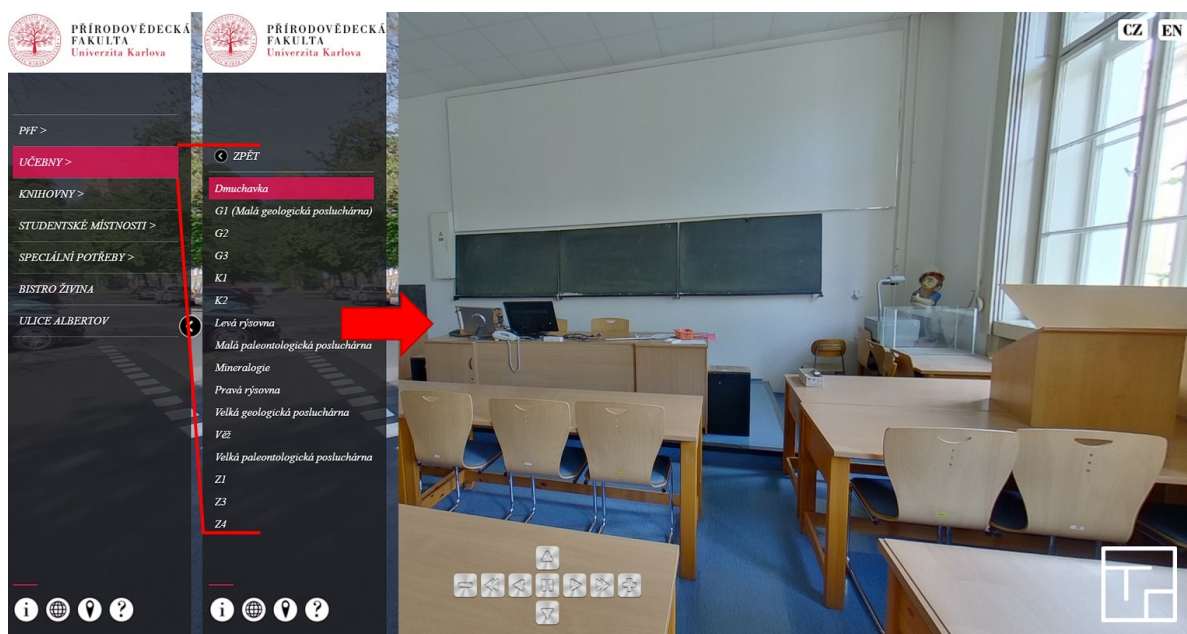 PŘÍRODOVĚDECKÁ
FAKULTA
Univerzita Karlova
PřF >
UČEBNY >
KNIHOVNY >
STUDENTSKÉ MÍSTNOSTI >
SPECIÁLNÍ POTŘEBY >
BISTRO ŽIVINA
ULICE ALBERTOV
PŘÍRODOVĚDECKÁ
FAKULTA
Univerzita Karlova
ZPĚT
Dmuchavka
G1 (Malá geologická posluchárna)
G2
G3
K1
K2
Levá rýsovna
Malá paleontologická posluchárna
Mineralogie
Pravá rýsovna
Velká geologická posluchárna
Věž
Velká paleontologická posluchárna
Z1
Z3
Z4
CZ EN